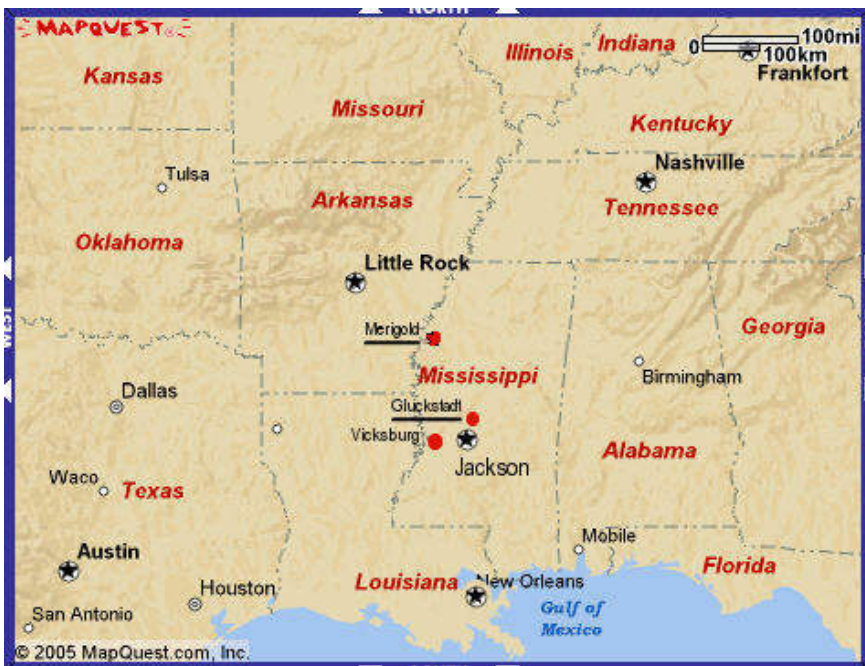 NORTH
MAPQUEST
Illinois
Indiana
0
100mi
100km
Frankfort
Kansas
Missouri
Kentucky
Tulsa
Nashville
Arkansas
Tennessee
Oklahoma
Little Rock
WEST
Merigold
Georgia
Mississippi
Birmingham
Dallas
Gluckstadt
Vicksburg
Jackson
Alabama
Waco
Texas
Mobile
Austin
Florida
Houston
Louisiana
New Orleans
San Antonio
Gulf of
Mexico
© 2005 MapQuest.com, Inc.